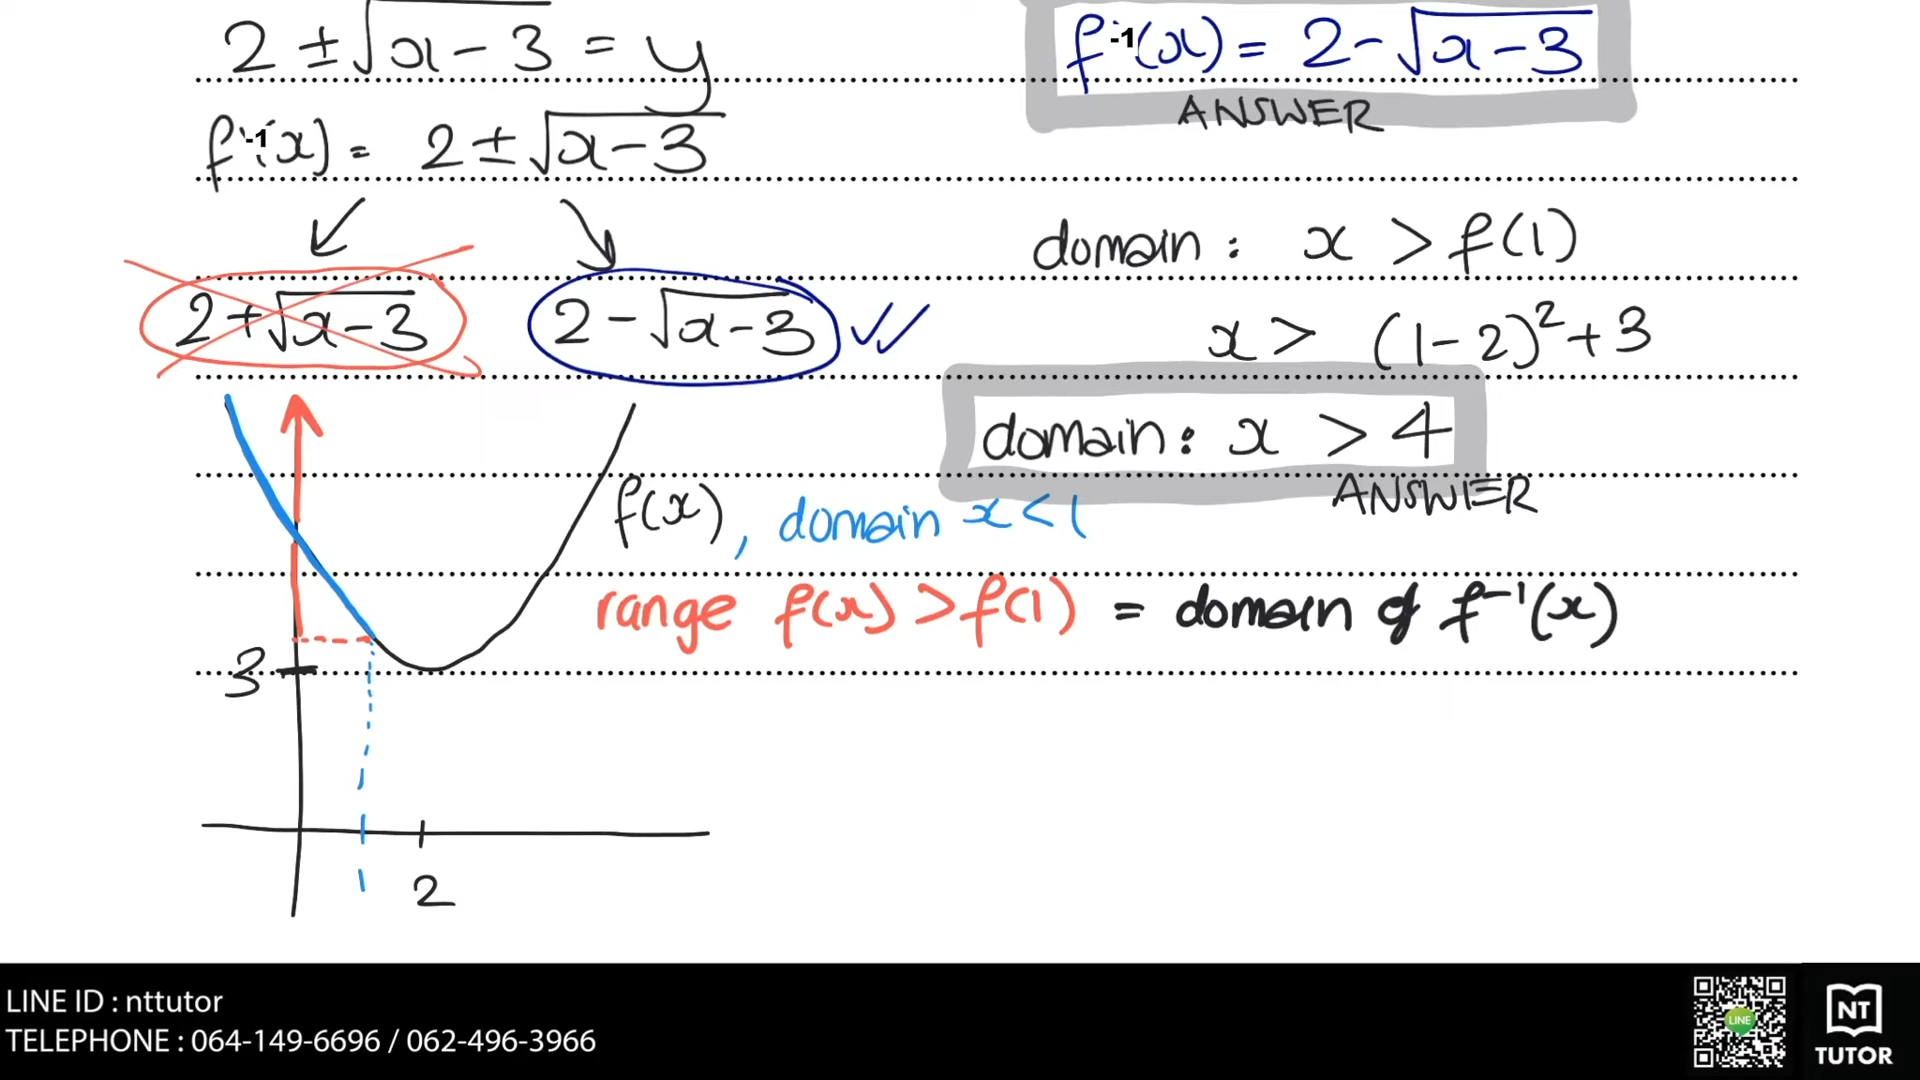 2 ± √x - 3 = y
f⁻¹(x) = 2 ± √x - 3
2 + √x - 3
2 - √x - 3
f⁻¹(x) = 2 - √x - 3
ANSWER
domain : x > f(1)
x > (1 - 2)² + 3
domain : x > 4
ANSWER
f(x), domain x < 1
range f(x) > f(1) = domain of f⁻¹(x)
3
2
LINE ID : nttutor
TELEPHONE : 064-149-6696 / 062-496-3966
LINE
NT
TUTOR